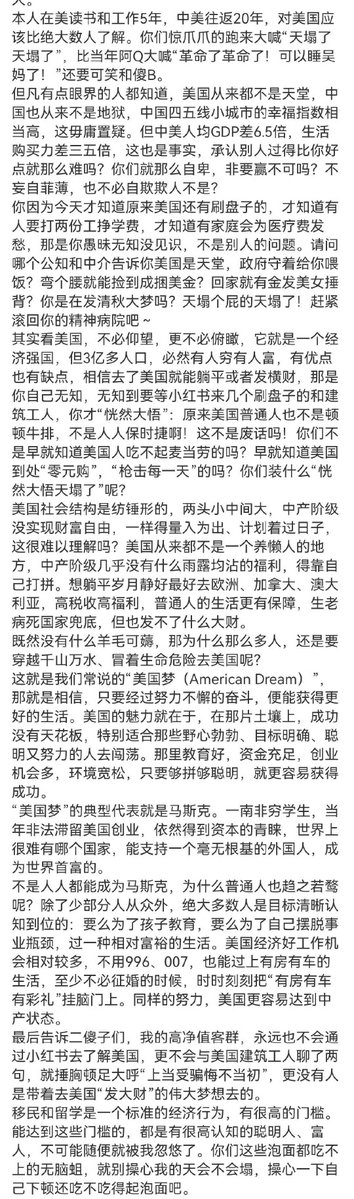 天。
本人在美读书和工作5年，中美往返20年，对美国应
该比绝大数人了解。你们惊爪爪的跑来大喊“天塌了
天塌了”，比当年阿Q大喊“革命了革命了！可以睡吴
妈了！”还要可笑和傻B。
但凡有点眼界的人都知道，美国从来都不是天堂，中
国也从来不是地狱，中国四五线小城市的幸福指数相
当高，这毋庸置疑。但中美人均GDP差6.5倍，生活
购买力差三五倍，这也是事实，承认别人过得比你好
点就那么难吗？你们就那么自卑，非要赢不可吗？不
妄自菲薄，也不必自欺欺人不是？
你因为今天才知道原来美国还有刷盘子的，才知道有
人要打两份工挣学费，才知道有家庭会为医疗费发
愁，那是你愚昧无知没见识，不是别人的问题。请问
哪个公知和中介告诉你美国是天堂，政府守着给你喂
饭？弯个腰就能捡到成捆美金？回家就有金发美女捶
背？你是在发清秋大梦吗？天塌个屁的天塌了！赶紧
滚回你的精神病院吧～
其实看美国，不必仰望，更不必俯瞰，它就是一个经
济强国，但3亿多人口，必然有人穷有人富，有优点
也有缺点，相信去了美国就能躺平或者发横财，那是
你自己无知，无知到要等小红书来几个刷盘子的和建
筑工人，你才“恍然大悟”：原来美国普通人也不是顿
顿牛排，不是人人保时捷啊！这不是废话吗！你们不
是早就知道美国人吃不起麦当劳的吗？早就知道美国
到处“零元购”，“枪击每一天”的吗？你们装什么“恍
然大悟天塌了”呢？
美国社会结构是纺锤形的，两头小中间大，中产阶级
没实现财富自由，一样得量入为出、计划着过日子，
这很难以理解吗？美国从来都不是一个养懒人的地
方，中产阶级几乎没有什么雨露均沾的福利，得靠自
己打拼。想躺平岁月静好最好去欧洲、加拿大、澳大
利亚，高税收高福利，普通人的生活更有保障，生老
病死国家兜底，但也发不了什么大财。
既然没有什么羊毛可薅，那为什么那么多人，还是要
穿越千山万水、冒着生命危险去美国呢？
这就是我们常说的“美国梦（American Dream）”，
那就是相信，只要经过努力不懈的奋斗，便能获得更
好的生活。美国的魅力就在于，在那片土壤上，成功
没有天花板，特别适合那些野心勃勃、目标明确、聪
明又努力的人去闯荡。那里教育好，资金充足，创业
机会多，环境宽松，只要够拼够聪明，就更容易获得
成功。
“美国梦”的典型代表就是马斯克。一南非穷学生，当
年非法滞留美国创业，依然得到资本的青睐，世界上
很难有哪个国家，能支持一个毫无根基的外国人，成
为世界首富的。
不是人人都能成为马斯克，为什么普通人也趋之若鹜
呢？除了少部分人从众外，绝大多数人是目标清晰认
知到位的：要么为了孩子教育，要么为了自己摆脱事
业瓶颈，过一种相对富裕的生活。美国经济好工作机
会相对较多，不用996、007，也能过上有房有车的
生活，至少不必征婚的时候，时时刻刻把“有房有车
有彩礼”挂脑门上。同样的努力，美国更容易达到中
产状态。
最后告诉二傻子们，我的高净值客群，永远也不会通
过小红书去了解美国，更不会与美国建筑工人聊了两
句，就捶胸顿足大呼“上当受骗悔不当初”，更没有人
是带着去美国“发大财”的伟大梦想去的。
移民和留学是一个标准的经济行为，有很高的门槛。
能达到这些门槛的，都是有很高认知的聪明人、富
人，不可能随便就被我忽悠了。你们这些泡面都吃不
上的无脑蛆，就别操心我的天会不会塌，操心一下自
己下顿还吃不吃得起泡面吧。